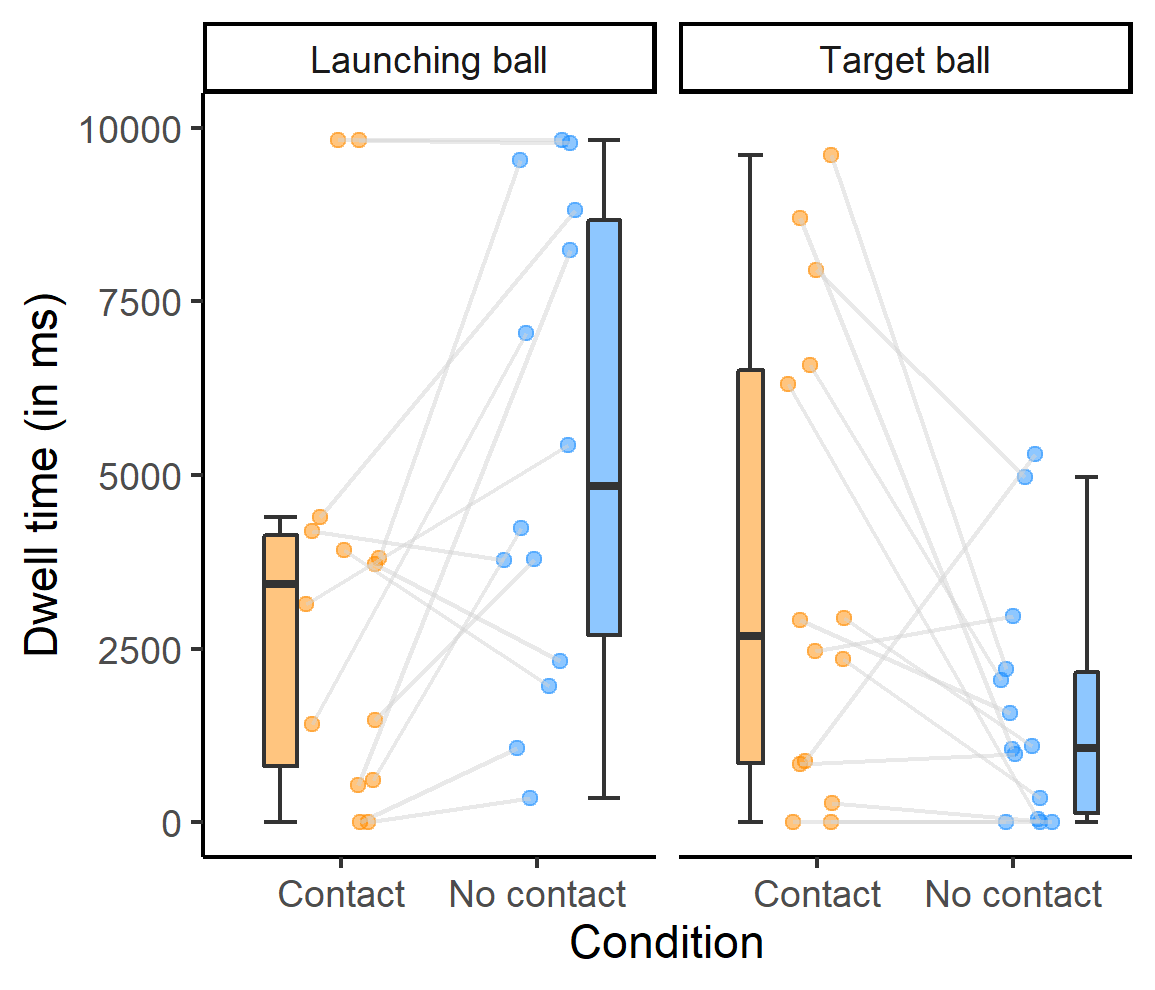 Launching ball
Target ball
Dwell time (in ms)
10000
7500
5000
2500
0
Contact
No contact
Contact
No contact
Condition